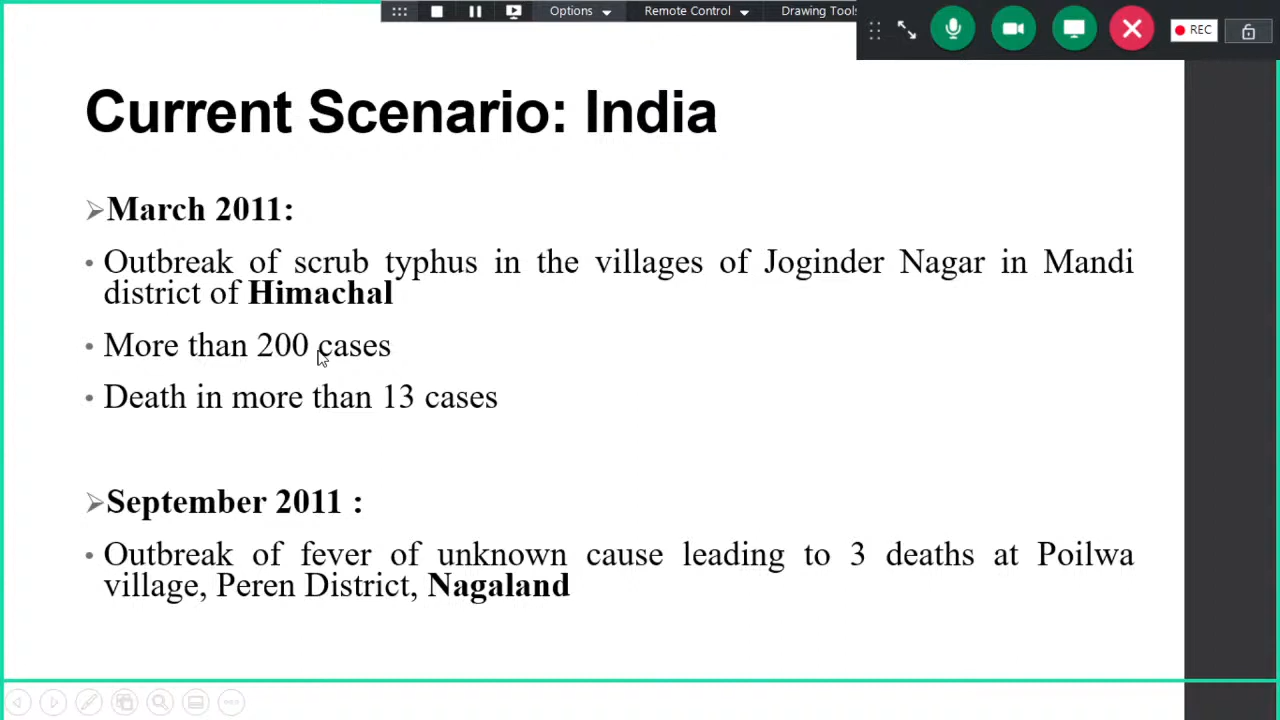 Options
Remote Control
Drawing Tools
REC
Current Scenario: India
➢March 2011:
• Outbreak of scrub typhus in the villages of Joginder Nagar in Mandi
district of Himachal
• More than 200 cases
• Death in more than 13 cases
➢September 2011 :
• Outbreak of fever of unknown cause leading to 3 deaths at Poilwa
village, Peren District, Nagaland